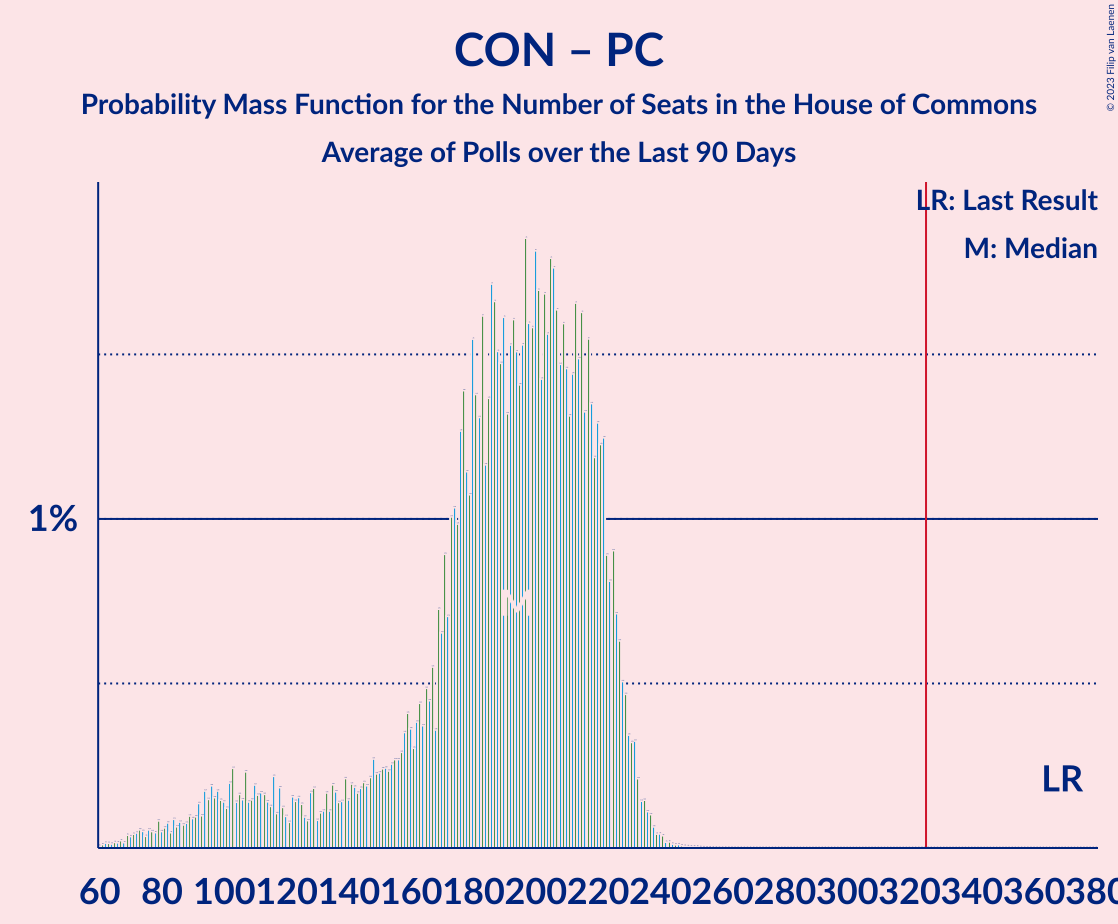 CON – PC
Probability Mass Function for the Number of Seats in the House of Commons
Average of Polls over the Last 90 Days
© 2023 Filip van Laenen
LR: Last Result
M: Median
1%
M
LR
60 80 100 120 140 160 180 200 220 240 260 280 300 320 340 360 380